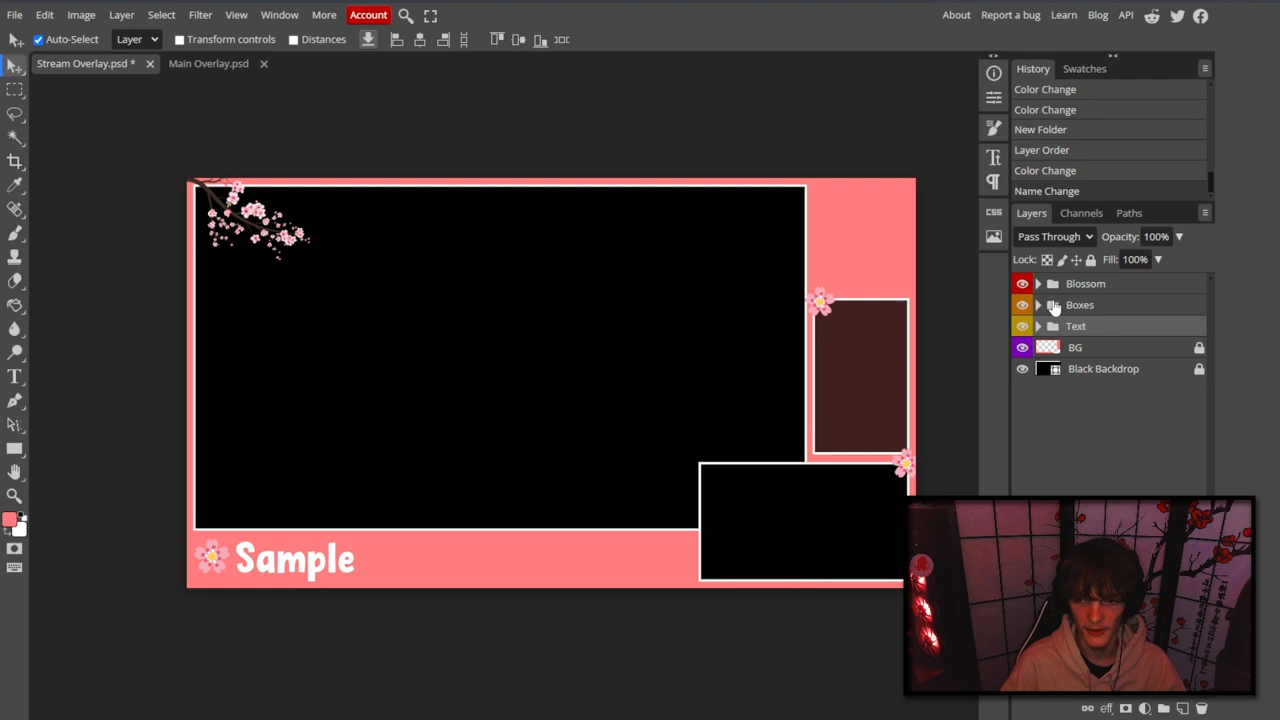 File Edit Image Layer Select Filter View Window More Account About Report a bug Learn Blog API
Auto-Select Layer Transform controls Distances
Stream Overlay.psd * Main Overlay.psd
History Swatches
Color Change
Color Change
New Folder
Layer Order
Color Change
Name Change
Layers Channels Paths
Pass Through Opacity: 100%
Lock: Fill: 100%
Blossom
Boxes
Text
BG
Black Backdrop
CSS
Sample
eff